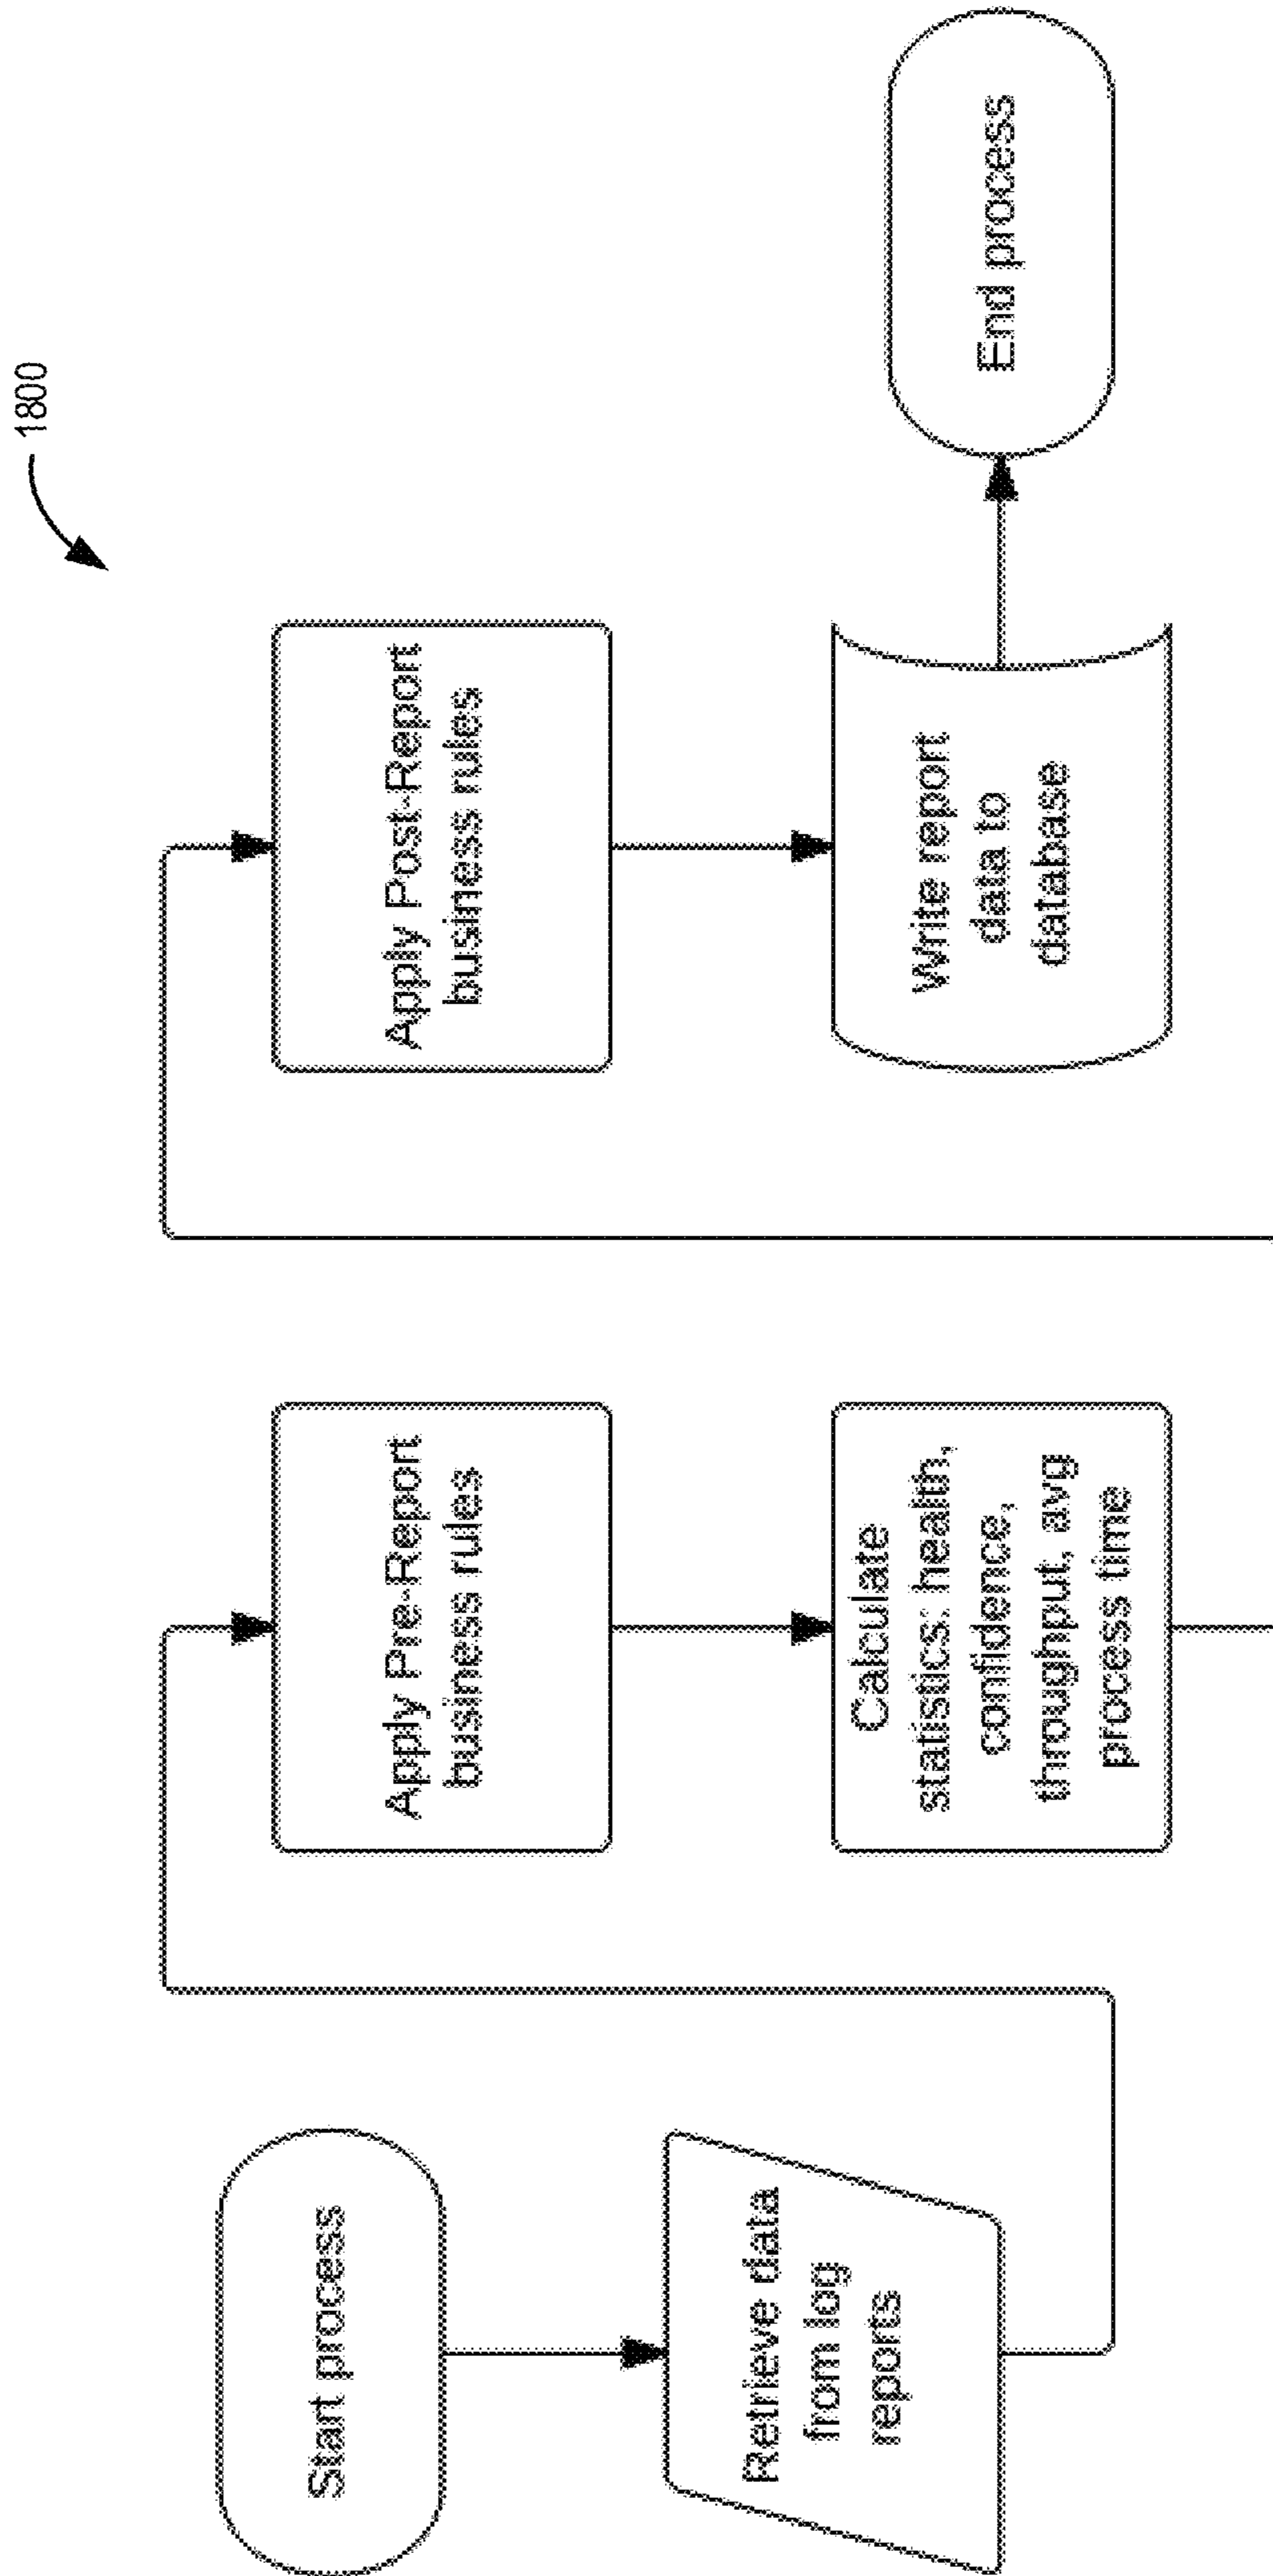 1800
Start process
Retrieve data
from log
reports
Apply Pre-Report
business rules
Calculate
statistics: health,
confidence,
throughput, avg
process time
Apply Post-Report
business rules
Write report
data to
database
End process